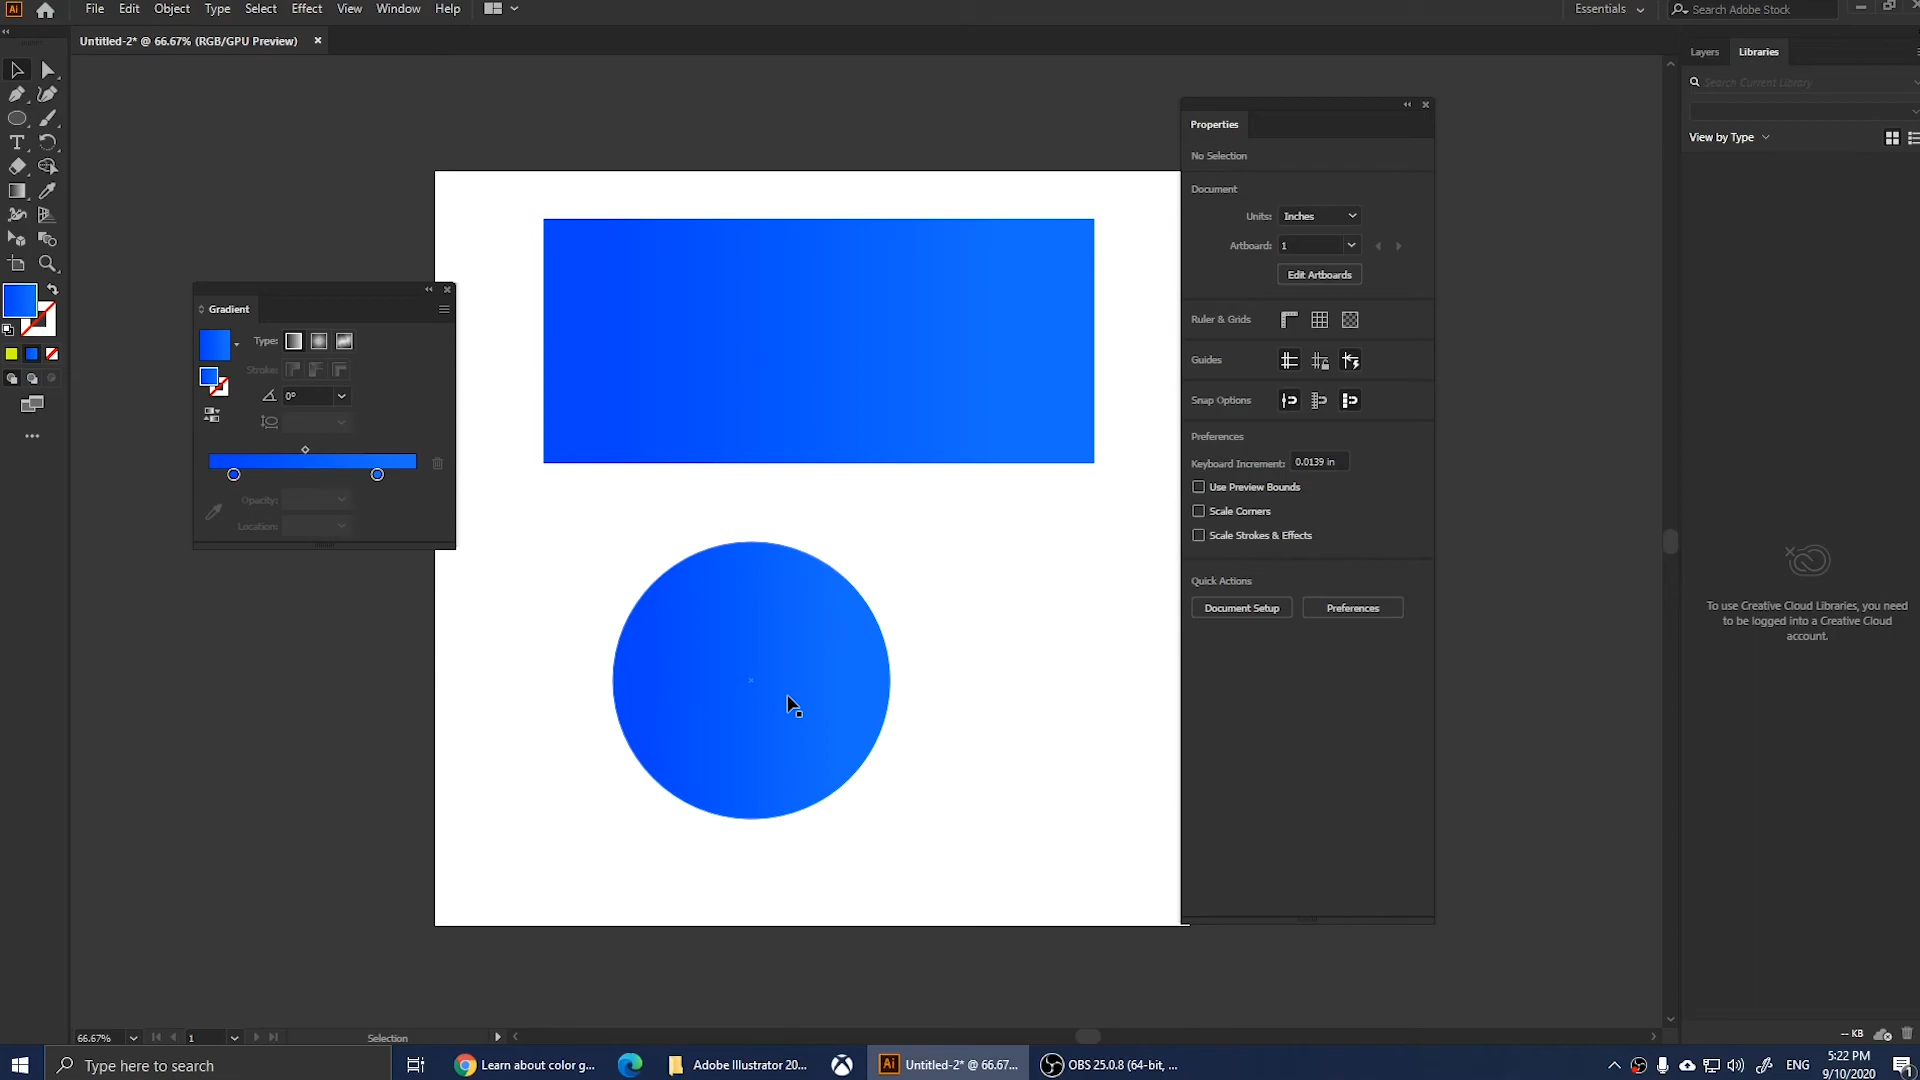 Ai File Edit Object Type Select Effect View Window Help Essentials Search Adobe Stock
Untitled-2* @ 66.67% (RGB/GPU Preview)
Layers Libraries
Search Current Library
View by Type
Properties
No Selection
Document
Units: Inches
Artboard: 1
Edit Artboards
Ruler & Grids
Guides
Snap Options
Preferences
Keyboard Increment: 0.0139 in
Use Preview Bounds
Scale Corners
Scale Strokes & Effects
Quick Actions
Document Setup Preferences
Gradient
Type:
Stroke:
0°
Opacity:
Location:
To use Creative Cloud Libraries, you need
to be logged into a Creative Cloud
account.
-- KB
66.67% 1 Selection
Type here to search
Learn about color g...
Adobe Illustrator 20...
Ai Untitled-2* @ 66.67...
OBS 25.0.8 (64-bit, ...
ENG
5:22 PM
9/10/2020
1